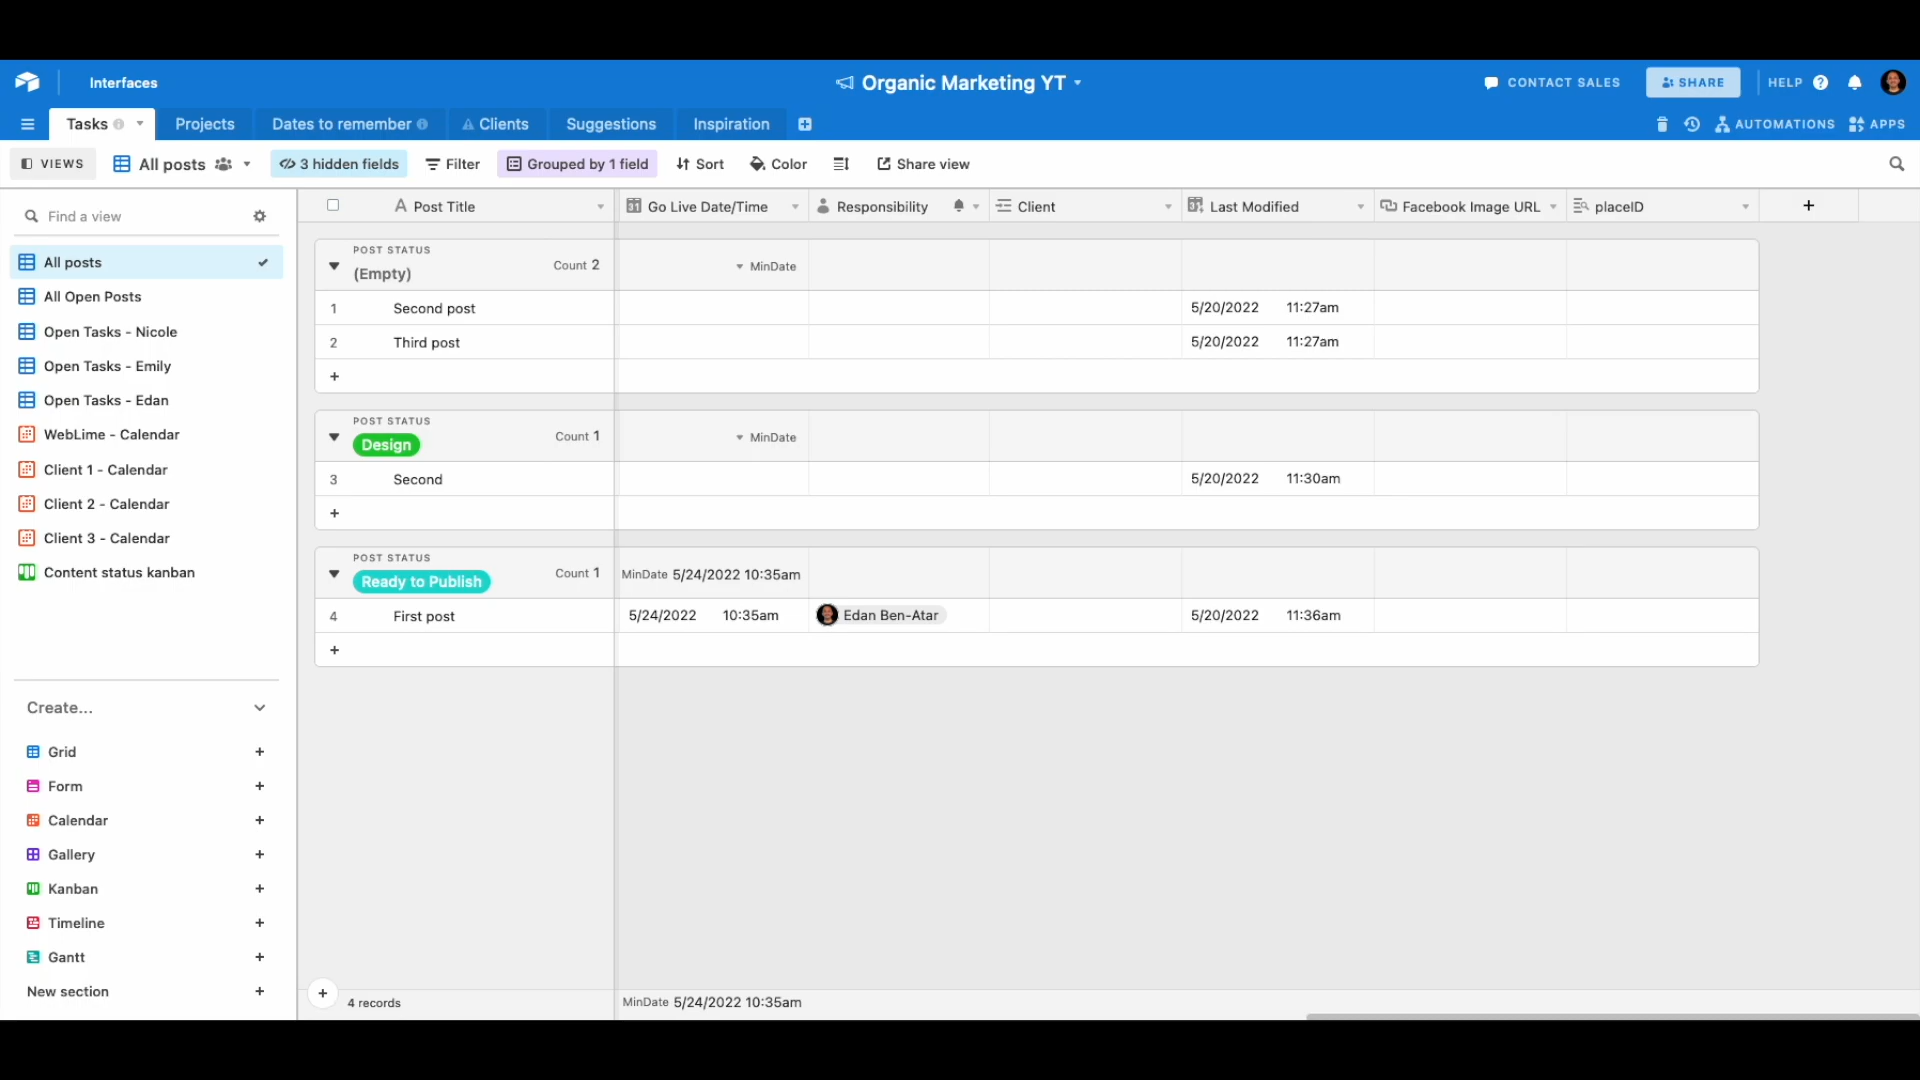 Interfaces
Organic Marketing YT
CONTACT SALES
SHARE
HELP
Tasks
Projects
Dates to remember
Clients
Suggestions
Inspiration
AUTOMATIONS
APPS
VIEWS
All posts
3 hidden fields
Filter
Grouped by 1 field
Sort
Color
Share view
Find a view
All posts
All Open Posts
Open Tasks - Nicole
Open Tasks - Emily
Open Tasks - Edan
WebLime - Calendar
Client 1 - Calendar
Client 2 - Calendar
Client 3 - Calendar
Content status kanban
Create...
Grid
Form
Calendar
Gallery
Kanban
Timeline
Gantt
New section
Post Title
Go Live Date/Time
Responsibility
Client
Last Modified
Facebook Image URL
placeID
POST STATUS
(Empty)
Count 2
MinDate
1 Second post 5/20/2022 11:27am
2 Third post 5/20/2022 11:27am
POST STATUS
Design
Count 1
MinDate
3 Second 5/20/2022 11:30am
POST STATUS
Ready to Publish
Count 1
MinDate 5/24/2022 10:35am
4 First post 5/24/2022 10:35am Edan Ben-Atar 5/20/2022 11:36am
4 records
MinDate 5/24/2022 10:35am